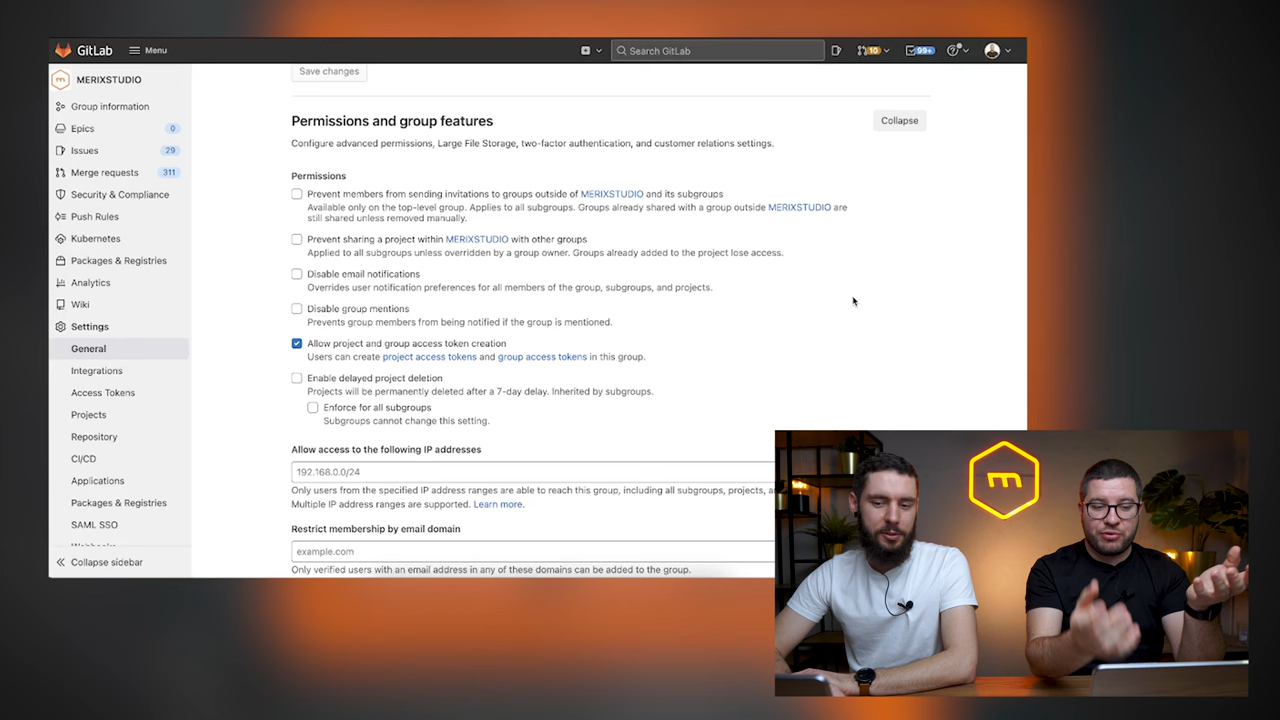 GitLab
Menu
Search GitLab
10
99+
MERIXSTUDIO
Group information
Epics
0
Issues
29
Merge requests
311
Security & Compliance
Push Rules
Kubernetes
Packages & Registries
Analytics
Wiki
Settings
General
Integrations
Access Tokens
Projects
Repository
CI/CD
Applications
Packages & Registries
SAML SSO
Webhooks
Collapse sidebar
Save changes
Permissions and group features
Collapse
Configure advanced permissions, Large File Storage, two-factor authentication, and customer relations settings.
Permissions
Prevent members from sending invitations to groups outside of MERIXSTUDIO and its subgroups
Available only on the top-level group. Applies to all subgroups. Groups already shared with a group outside MERIXSTUDIO are
still shared unless removed manually.
Prevent sharing a project within MERIXSTUDIO with other groups
Applied to all subgroups unless overridden by a group owner. Groups already added to the project lose access.
Disable email notifications
Overrides user notification preferences for all members of the group, subgroups, and projects.
Disable group mentions
Prevents group members from being notified if the group is mentioned.
Allow project and group access token creation
Users can create project access tokens and group access tokens in this group.
Enable delayed project deletion
Projects will be permanently deleted after a 7-day delay. Inherited by subgroups.
Enforce for all subgroups
Subgroups cannot change this setting.
Allow access to the following IP addresses
192.168.0.0/24
Only users from the specified IP address ranges are able to reach this group, including all subgroups, projects, a
Multiple IP address ranges are supported. Learn more.
Restrict membership by email domain
example.com
Only verified users with an email address in any of these domains can be added to the group.
m